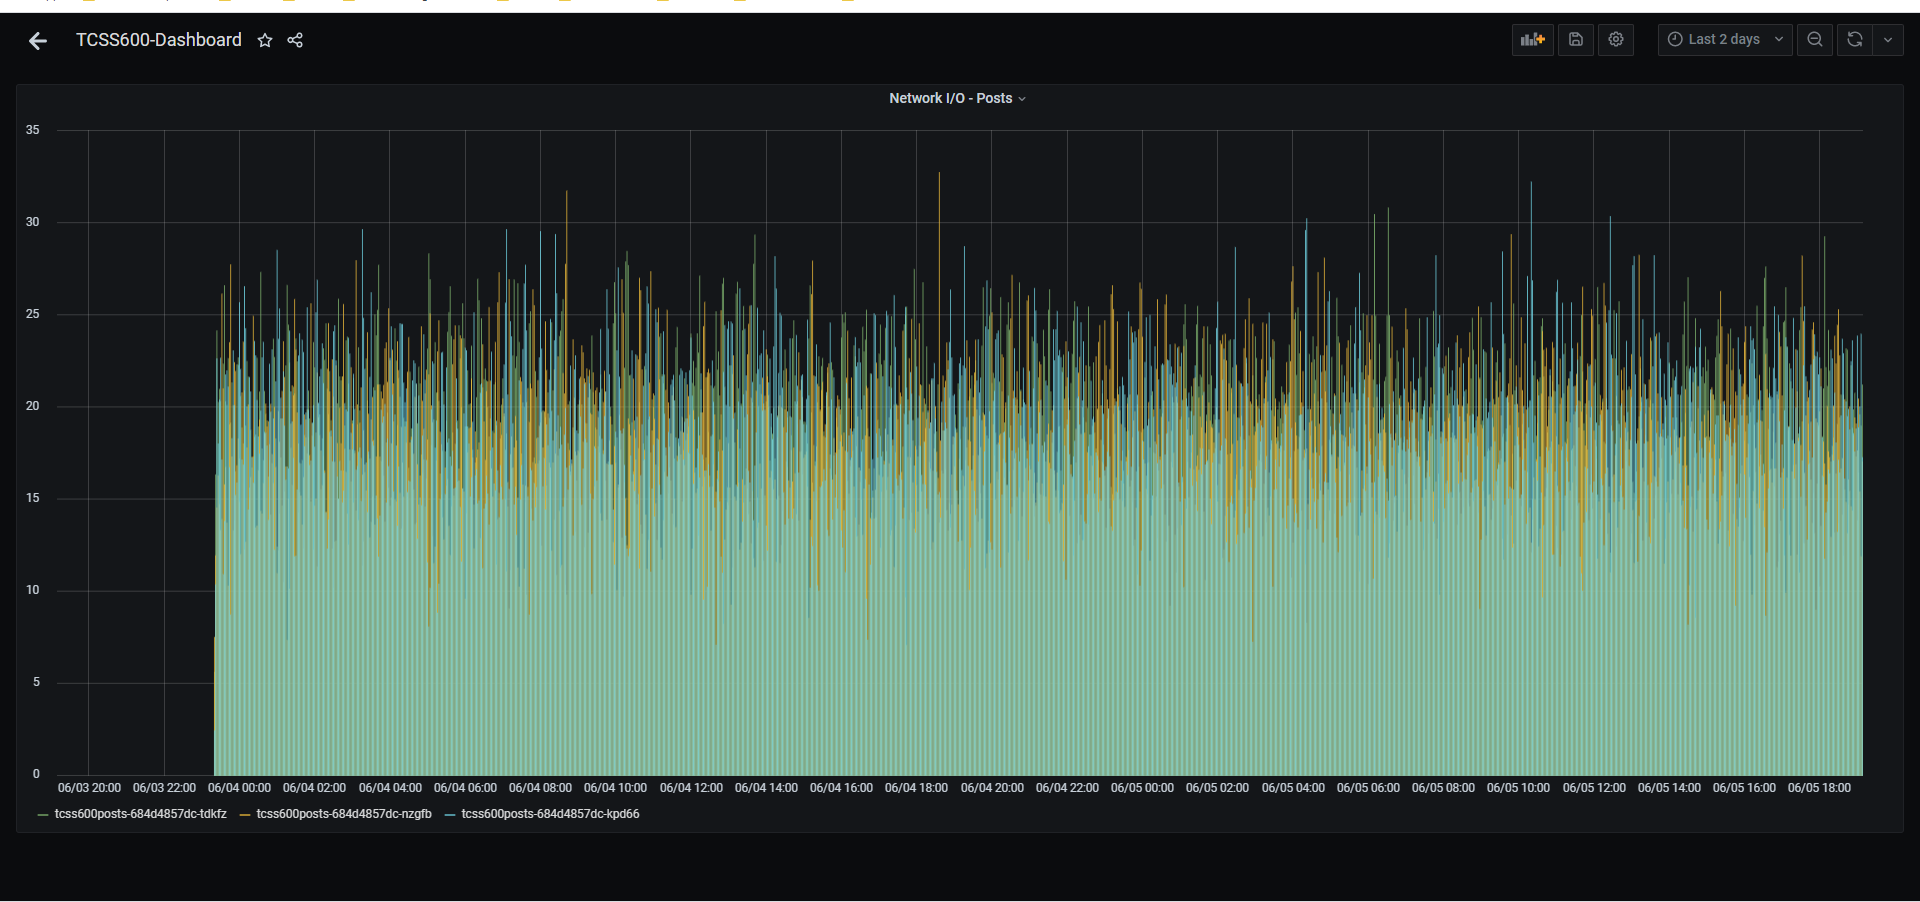 TCSS600-Dashboard
Last 2 days
Network I/O - Posts
35
30
25
20
15
10
5
0
06/03 20:00 06/03 22:00 06/04 00:00 06/04 02:00 06/04 04:00 06/04 06:00 06/04 08:00 06/04 10:00 06/04 12:00 06/04 14:00 06/04 16:00 06/04 18:00 06/04 20:00 06/04 22:00 06/05 00:00 06/05 02:00 06/05 04:00 06/05 06:00 06/05 08:00 06/05 10:00 06/05 12:00 06/05 14:00 06/05 16:00 06/05 18:00
tcss600posts-684d4857dc-tdkfz tcss600posts-684d4857dc-nzgfb tcss600posts-684d4857dc-kpd66